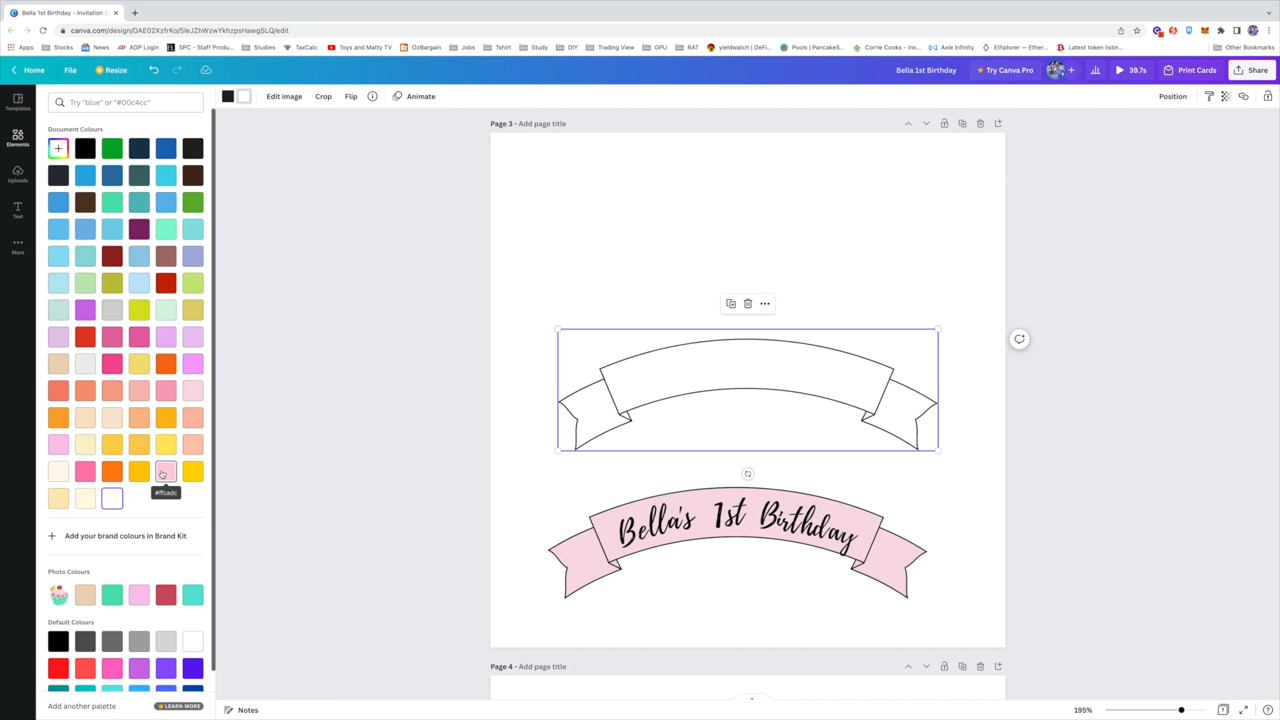 Bella 1st Birthday - Invitation (
canva.com/design/DAE02XzfrKo/5IeJZhWzwYkhzpsHawgSLQ/edit
Apps
Stocks
News
ADP Login
SPC - Staff Produ...
Studies
TaxCalc
Toys and Matty TV
OzBargain
Jobs
Tshirt
Study
DIY
Trading View
GPU
RAT
yieldwatch | DeFi...
Pools | PancakeS...
Corrie Cooks - Ins...
Axie Infinity
Ethplorer — Ether...
Latest token listin...
Other Bookmarks
Home
File
Resize
Bella 1st Birthday
Try Canva Pro
39.7s
Print Cards
Share
Try "blue" or "#00c4cc"
Edit image
Crop
Flip
Animate
Position
Templates
Elements
Uploads
Text
More
Document Colours
#ffcadc
Add your brand colours in Brand Kit
Photo Colours
Default Colours
Add another palette
LEARN MORE
Page 3 - Add page title
Bella's 1st Birthday
Page 4 - Add page title
Notes
195%
7